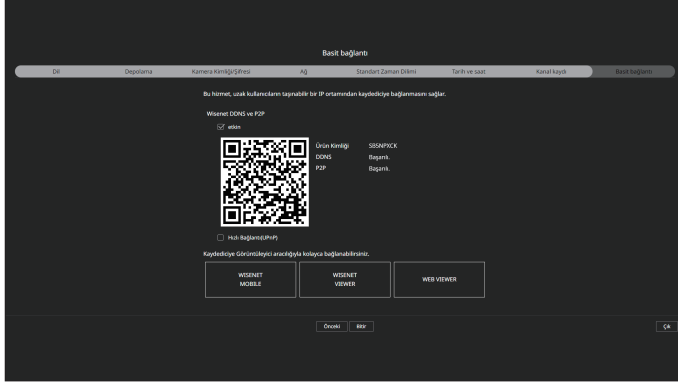 Basit bağlantı
Dil Depolama Kamera Kimliği/Şifresi Ağ Standart Zaman Dilimi Tarih ve saat Kanal kaydı Basit bağlantı
Bu hizmet, uzak kullanıcıların taşınabilir bir IP ortamından kaydediciye bağlanmasını sağlar.
Wisenet DDNS ve P2P
etkin
Ürün Kimliği SBSNPXCK
DDNS Başarılı.
P2P Başarılı.
Hızlı Bağlantı(UPnP)
Kaydediciye Görüntüleyici aracılığıyla kolayca bağlanabilirsiniz.
WISENET
MOBILE
WISENET
VIEWER
WEB VIEWER
Önceki Bitir Çık